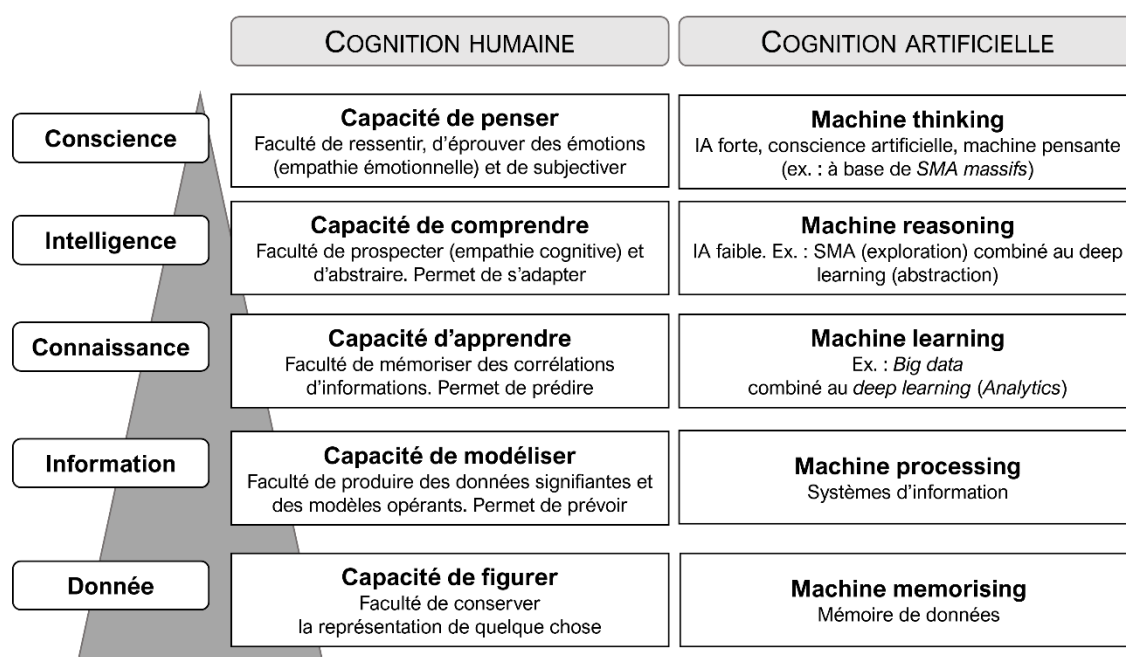 COGNITION HUMAINE
COGNITION ARTIFICIELLE
Conscience
Capacité de penser
Faculté de ressentir, d'éprouver des émotions
(empathie émotionnelle) et de subjectiver
Machine thinking
IA forte, conscience artificielle, machine pensante
(ex. : à base de SMA massifs)
Intelligence
Capacité de comprendre
Faculté de prospecter (empathie cognitive) et
d'abstraire. Permet de s'adapter
Machine reasoning
IA faible. Ex. : SMA (exploration) combiné au deep
learning (abstraction)
Connaissance
Capacité d'apprendre
Faculté de mémoriser des corrélations
d'informations. Permet de prédire
Machine learning
Ex. : Big data
combiné au deep learning (Analytics)
Information
Capacité de modéliser
Faculté de produire des données signifiantes et
des modèles opérants. Permet de prévoir
Machine processing
Systèmes d'information
Donnée
Capacité de figurer
Faculté de conserver
la représentation de quelque chose
Machine memorising
Mémoire de données